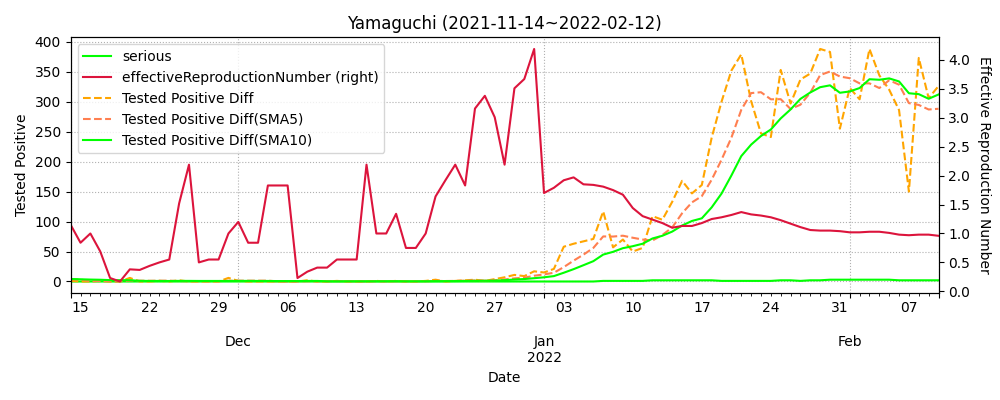 Yamaguchi (2021-11-14~2022-02-12)
serious
effectiveReproductionNumber (right)
Tested Positive Diff
Tested Positive Diff(SMA5)
Tested Positive Diff(SMA10)
Tested Positive
400
350
300
250
200
150
100
50
0
4.0
3.5
3.0
2.5
2.0
1.5
1.0
0.5
0.0
Effective Reproduction Number
15 22 29 06 13 20 27 03 10 17 24 31 07
Dec Jan Feb
2022
Date